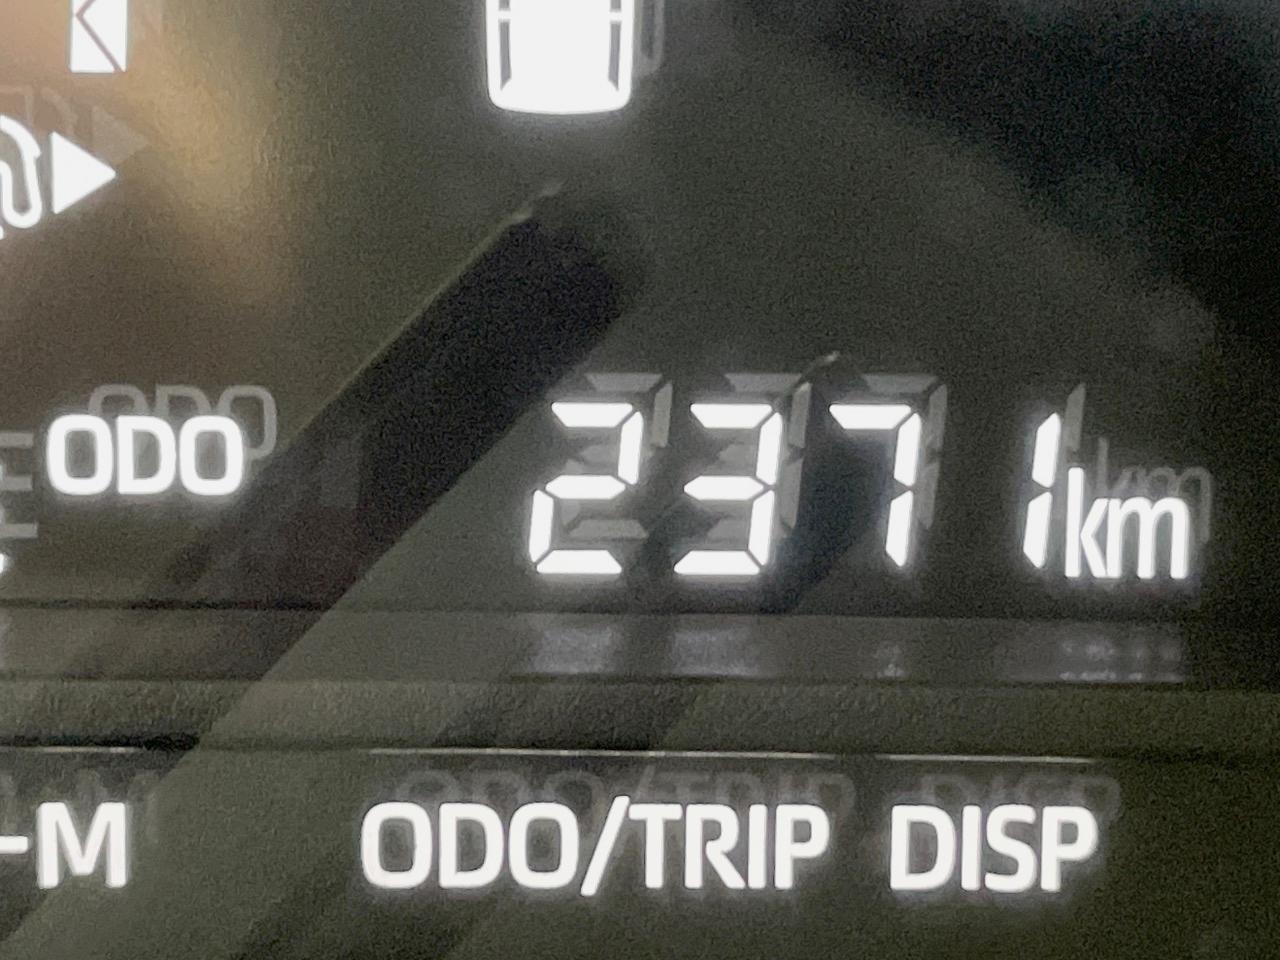 ODO 2371km
-M ODO/TRIP DISP